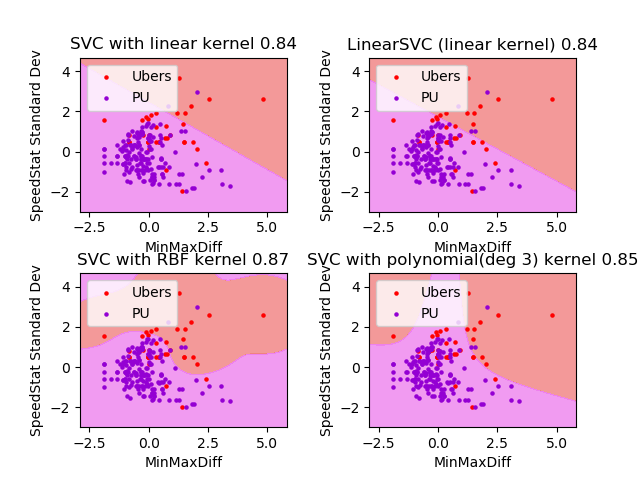 SVC with linear kernel 0.84
LinearSVC (linear kernel) 0.84
SpeedStat Standard Dev
4
2
0
−2
Ubers
PU
−2.5
0.0
2.5
5.0
MinMaxDiff
SpeedStat Standard Dev
4
2
0
−2
Ubers
PU
−2.5
0.0
2.5
5.0
MinMaxDiff
SVC with RBF kernel 0.87
SVC with polynomial(deg 3) kernel 0.85
SpeedStat Standard Dev
4
2
0
−2
Ubers
PU
−2.5
0.0
2.5
5.0
MinMaxDiff
SpeedStat Standard Dev
4
2
0
−2
Ubers
PU
−2.5
0.0
2.5
5.0
MinMaxDiff